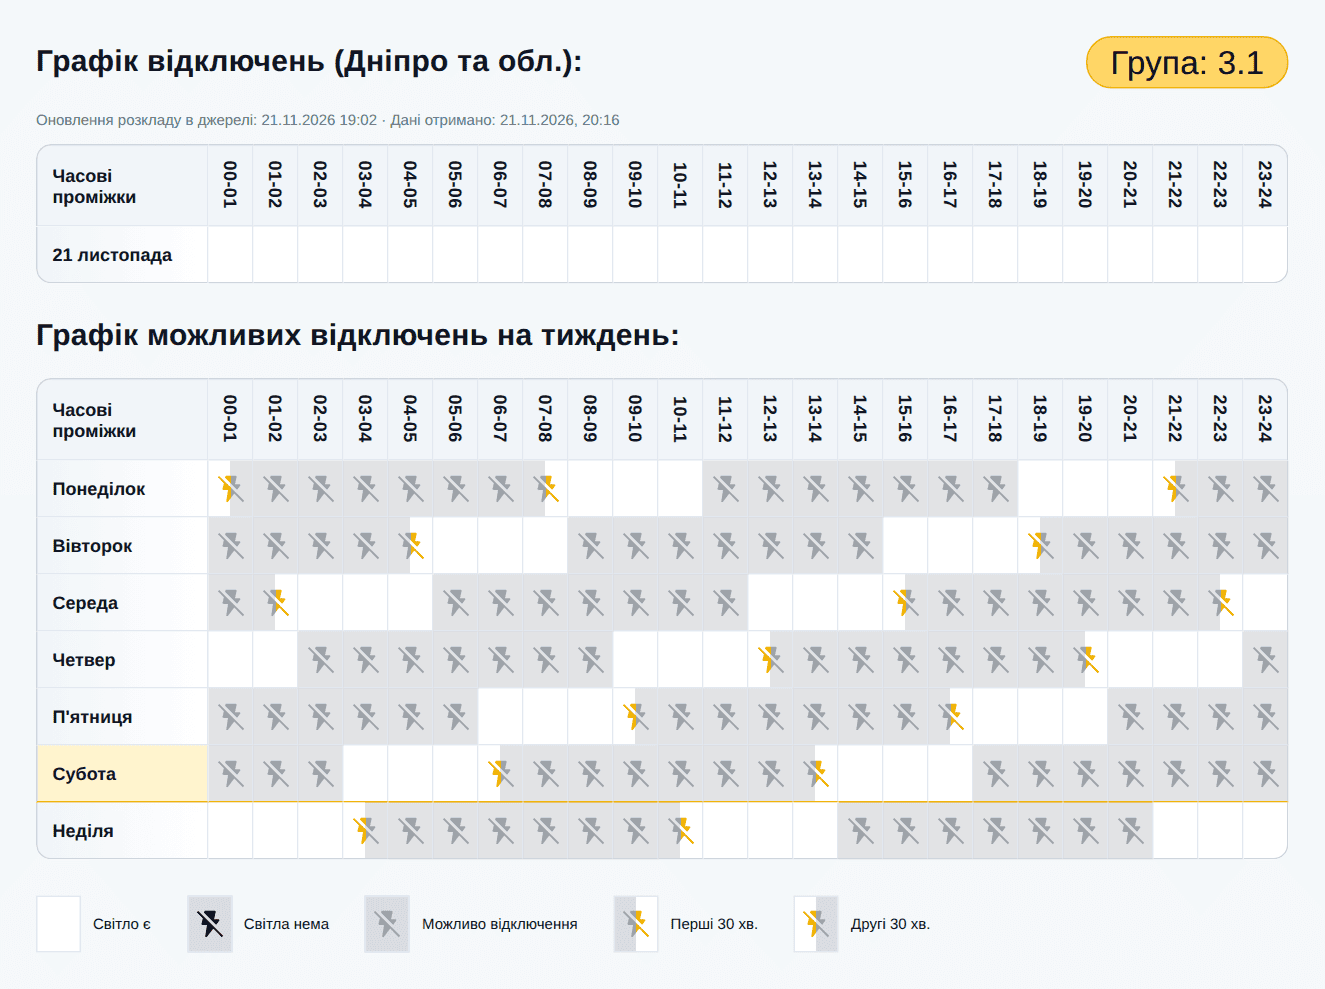 Графік відключень (Дніпро та обл.):
Група: 3.1
Оновлення розкладу в джерелі: 21.11.2026 19:02 · Дані отримано: 21.11.2026, 20:16
Часові проміжки 00-01 01-02 02-03 03-04 04-05 05-06 06-07 07-08 08-09 09-10 10-11 11-12 12-13 13-14 14-15 15-16 16-17 17-18 18-19 19-20 20-21 21-22 22-23 23-24
21 листопада
Графік можливих відключень на тиждень:
Часові проміжки 00-01 01-02 02-03 03-04 04-05 05-06 06-07 07-08 08-09 09-10 10-11 11-12 12-13 13-14 14-15 15-16 16-17 17-18 18-19 19-20 20-21 21-22 22-23 23-24
Понеділок
Вівторок
Середа
Четвер
П'ятниця
Субота
Неділя
Світло є Світла нема Можливо відключення Перші 30 хв. Другі 30 хв.